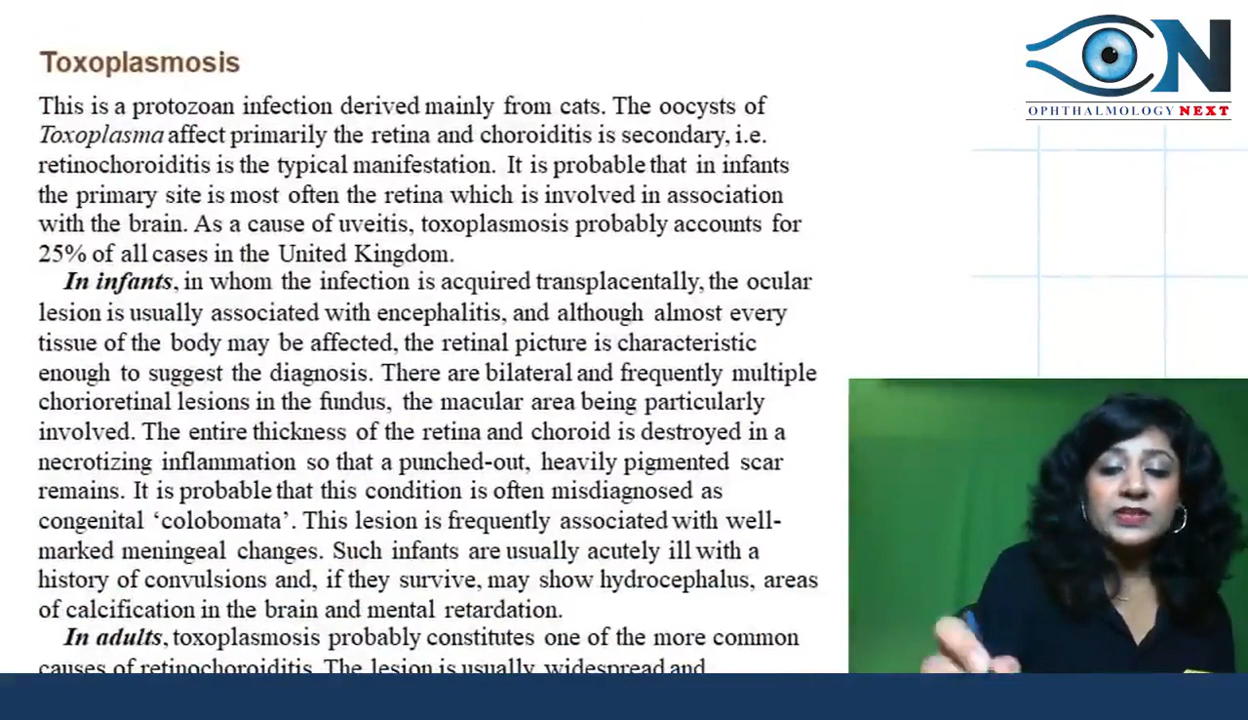 Toxoplasmosis
This is a protozoan infection derived mainly from cats. The oocysts of
Toxoplasma affect primarily the retina and choroiditis is secondary, i.e.
retinochoroiditis is the typical manifestation. It is probable that in infants
the primary site is most often the retina which is involved in association
with the brain. As a cause of uveitis, toxoplasmosis probably accounts for
25% of all cases in the United Kingdom.
In infants, in whom the infection is acquired transplacentally, the ocular
lesion is usually associated with encephalitis, and although almost every
tissue of the body may be affected, the retinal picture is characteristic
enough to suggest the diagnosis. There are bilateral and frequently multiple
chorioretinal lesions in the fundus, the macular area being particularly
involved. The entire thickness of the retina and choroid is destroyed in a
necrotizing inflammation so that a punched-out, heavily pigmented scar
remains. It is probable that this condition is often misdiagnosed as
congenital ‘colobomata’. This lesion is frequently associated with well-
marked meningeal changes. Such infants are usually acutely ill with a
history of convulsions and, if they survive, may show hydrocephalus, areas
of calcification in the brain and mental retardation.
In adults, toxoplasmosis probably constitutes one of the more common
causes of retinochoroiditis. The lesion is usually widespread and
N
OPHTHALMOLOGY NEXT